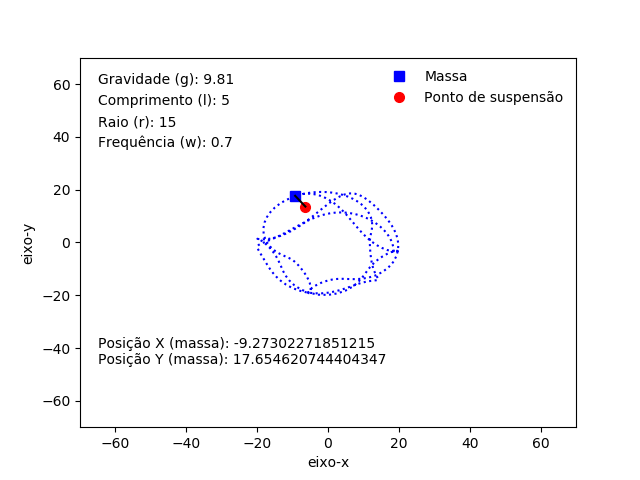 Gravidade (g): 9.81
Comprimento (l): 5
Raio (r): 15
Frequência (w): 0.7
Massa
Ponto de suspensão
60
40
20
0
−20
−40
−60
eixo-y
Posição X (massa): -9.27302271851215
Posição Y (massa): 17.654620744404347
−60
−40
−20
0
20
40
60
eixo-x